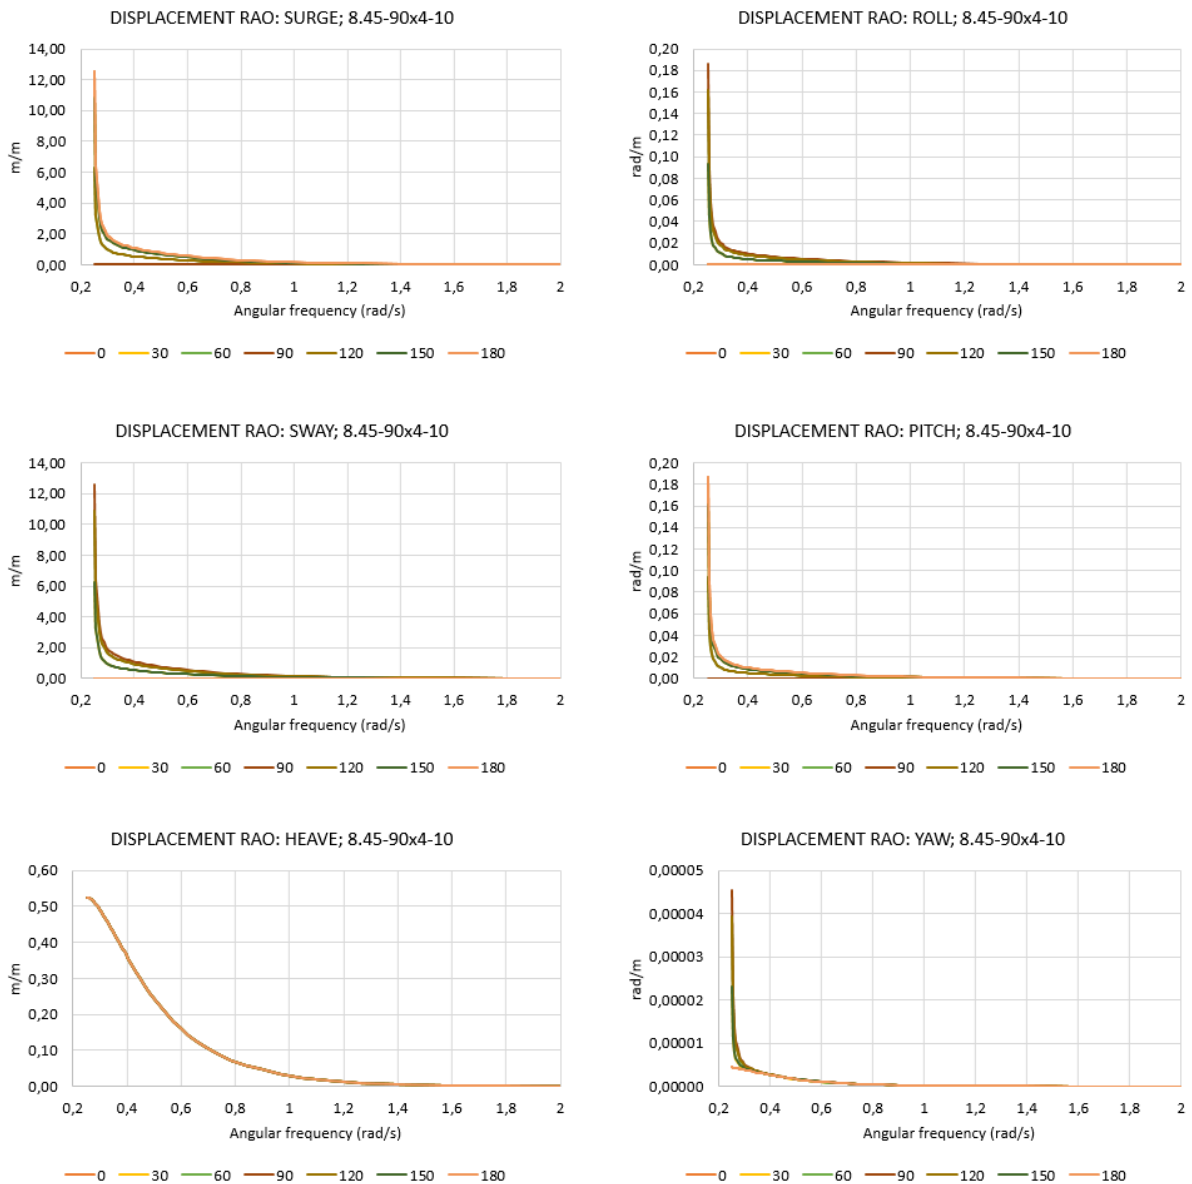 DISPLACEMENT RAO: SURGE; 8.45-90x4-10
14,00
12,00
10,00
8,00
6,00
4,00
2,00
0,00
m/m
0,2 0,4 0,6 0,8 1 1,2 1,4 1,6 1,8 2
Angular frequency (rad/s)
0 30 60 90 120 150 180
DISPLACEMENT RAO: ROLL; 8.45-90x4-10
0,20
0,18
0,16
0,14
0,12
0,10
0,08
0,06
0,04
0,02
0,00
rad/m
0,2 0,4 0,6 0,8 1 1,2 1,4 1,6 1,8 2
Angular frequency (rad/s)
0 30 60 90 120 150 180
DISPLACEMENT RAO: SWAY; 8.45-90x4-10
14,00
12,00
10,00
8,00
6,00
4,00
2,00
0,00
m/m
0,2 0,4 0,6 0,8 1 1,2 1,4 1,6 1,8 2
Angular frequency (rad/s)
0 30 60 90 120 150 180
DISPLACEMENT RAO: PITCH; 8.45-90x4-10
0,20
0,18
0,16
0,14
0,12
0,10
0,08
0,06
0,04
0,02
0,00
rad/m
0,2 0,4 0,6 0,8 1 1,2 1,4 1,6 1,8 2
Angular frequency (rad/s)
0 30 60 90 120 150 180
DISPLACEMENT RAO: HEAVE; 8.45-90x4-10
0,60
0,50
0,40
0,30
0,20
0,10
0,00
m/m
0,2 0,4 0,6 0,8 1 1,2 1,4 1,6 1,8 2
Angular frequency (rad/s)
0 30 60 90 120 150 180
DISPLACEMENT RAO: YAW; 8.45-90x4-10
0,00005
0,00004
0,00003
0,00002
0,00001
0,00000
rad/m
0,2 0,4 0,6 0,8 1 1,2 1,4 1,6 1,8 2
Angular frequency (rad/s)
0 30 60 90 120 150 180